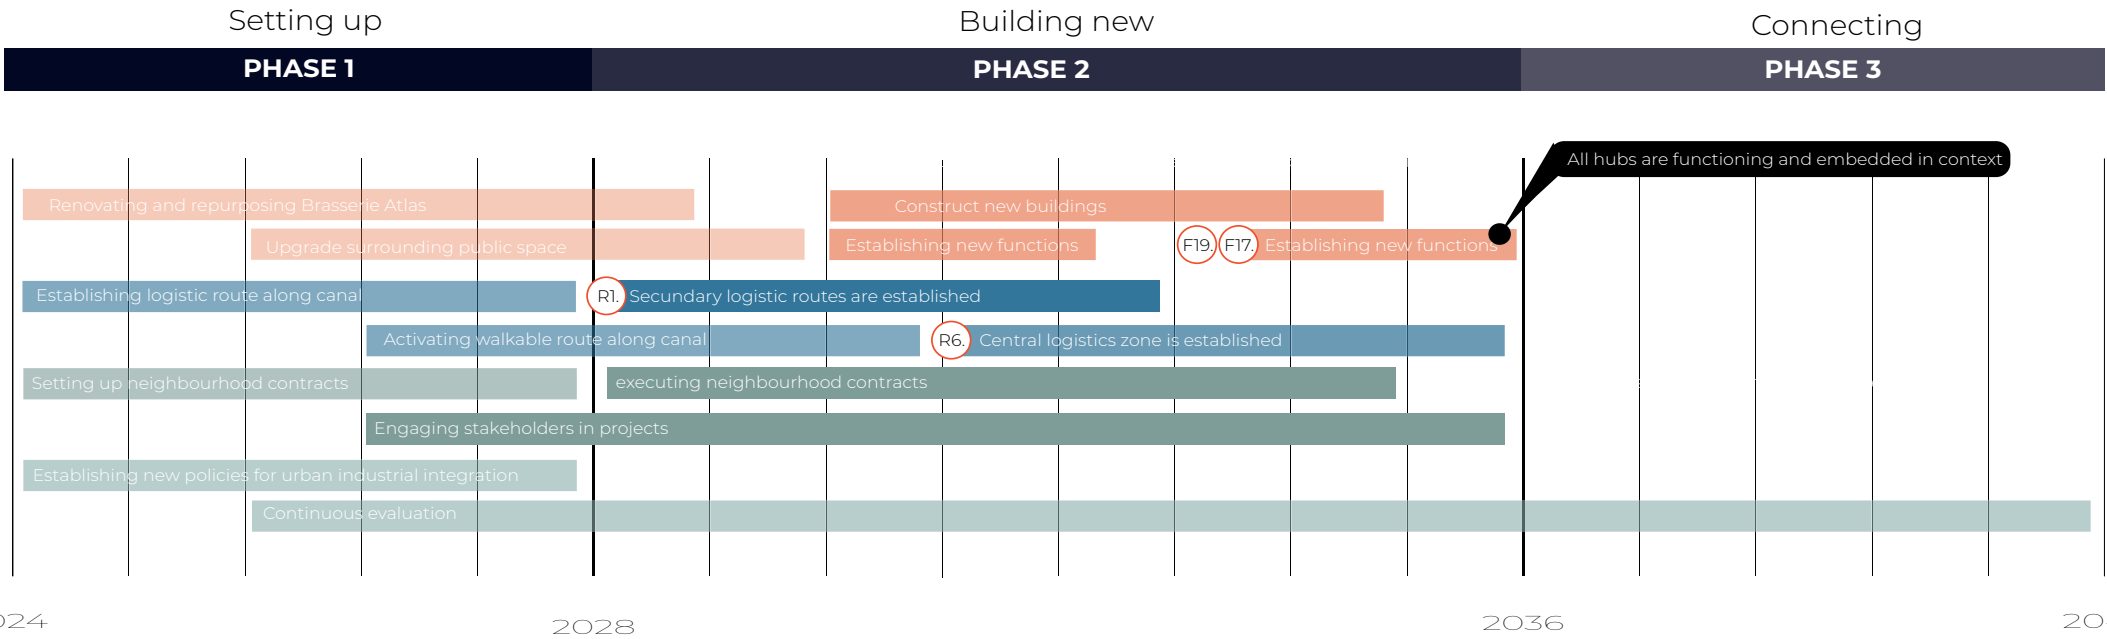 Setting up
Building new
Connecting
PHASE 1
PHASE 2
PHASE 3
All hubs are functioning and embedded in context
Renovating and repurposing Brasserie Atlas
Construct new buildings
Upgrade surrounding public space
Establishing new functions
F19.
F17.
Establishing new functions
Establishing logistic route along canal
R1.
Secundary logistic routes are established
Activating walkable route along canal
R6.
Central logistics zone is established
Setting up neighbourhood contracts
executing neighbourhood contracts
Engaging stakeholders in projects
Establishing new policies for urban industrial integration
Continuous evaluation
2028
2036